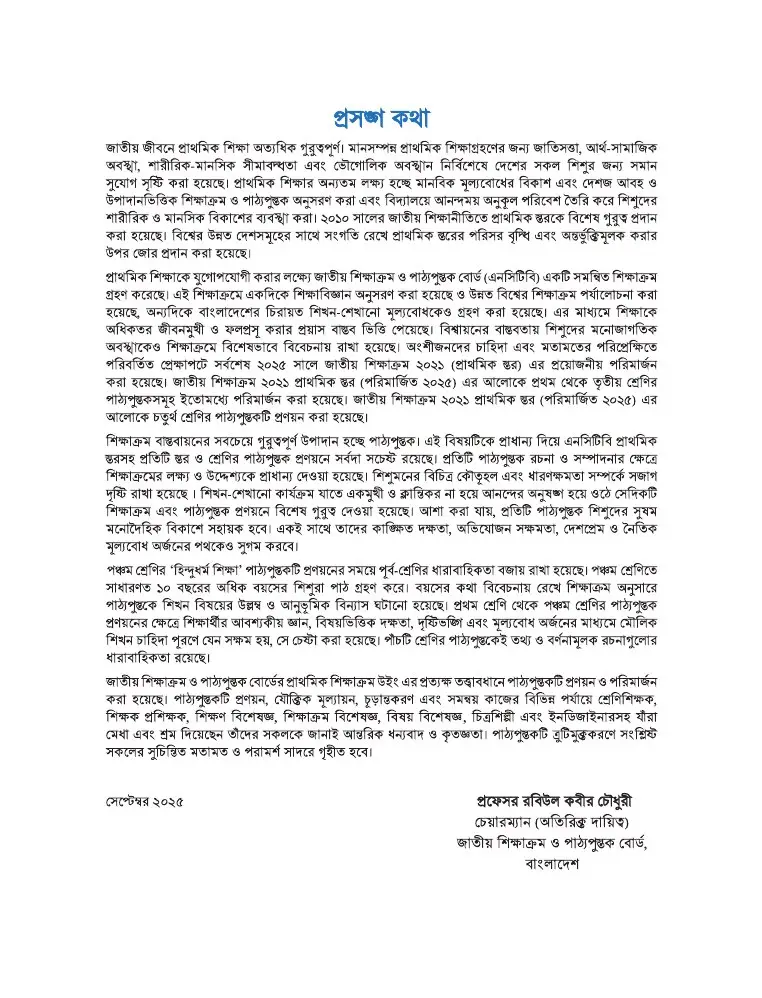 প্রসঙ্গ কথা
জাতীয় জীবনে প্রাথমিক শিক্ষা অত্যধিক গুরুত্বপূর্ণ। মানসম্পন্ন প্রাথমিক শিক্ষাগ্রহণের জন্য জাতিসত্তা, আর্থ-সামাজিক
অবস্থা, শারীরিক-মানসিক সীমাবদ্ধতা এবং ভৌগোলিক অবস্থান নির্বিশেষে দেশের সকল শিশুর জন্য সমান
সুযোগ সৃষ্টি করা হয়েছে। প্রাথমিক শিক্ষার অন্যতম লক্ষ্য হচ্ছে মানবিক মূল্যবোধের বিকাশ এবং দেশজ আবহ ও
উপাদানভিত্তিক শিক্ষাক্রম ও পাঠ্যপুস্তক অনুসরণ করা এবং বিদ্যালয়ে আনন্দময় অনুকূল পরিবেশ তৈরি করে শিশুদের
শারীরিক ও মানসিক বিকাশের ব্যবস্থা করা। ২০১০ সালের জাতীয় শিক্ষানীতিতে প্রাথমিক স্তরকে বিশেষ গুরুত্ব প্রদান
করা হয়েছে। বিশ্বের উন্নত দেশসমূহের সাথে সংগতি রেখে প্রাথমিক স্তরের পরিসর বৃদ্ধি এবং অন্তর্ভুক্তিমূলক করার
উপর জোর প্রদান করা হয়েছে।
প্রাথমিক শিক্ষাকে যুগোপযোগী করার লক্ষ্যে জাতীয় শিক্ষাক্রম ও পাঠ্যপুস্তক বোর্ড (এনসিটিবি) একটি সমন্বিত শিক্ষাক্রম
গ্রহণ করেছে। এই শিক্ষাক্রমে একদিকে শিক্ষাবিজ্ঞান অনুসরণ করা হয়েছে ও উন্নত বিশ্বের শিক্ষাক্রম পর্যালোচনা করা
হয়েছে, অন্যদিকে বাংলাদেশের চিরায়ত শিখন-শেখানো মূল্যবোধকেও গ্রহণ করা হয়েছে। এর মাধ্যমে শিক্ষাকে
অধিকতর জীবনমুখী ও ফলপ্রসূ করার প্রয়াস বাস্তব ভিত্তি পেয়েছে। বিশ্বায়নের বাস্তবতায় শিশুদের মনোজাগতিক
অবস্থাকেও শিক্ষাক্রমে বিশেষভাবে বিবেচনায় রাখা হয়েছে। অংশীজনদের চাহিদা এবং মতামতের পরিপ্রেক্ষিতে
পরিবর্তিত প্রেক্ষাপটে সর্বশেষ ২০২৫ সালে জাতীয় শিক্ষাক্রম ২০২১ (প্রাথমিক স্তর) এর প্রয়োজনীয় পরিমার্জন
করা হয়েছে। জাতীয় শিক্ষাক্রম ২০২১ প্রাথমিক স্তর (পরিমার্জিত ২০২৫) এর আলোকে প্রথম থেকে তৃতীয় শ্রেণির
পাঠ্যপুস্তকসমূহ ইতোমধ্যে পরিমার্জন করা হয়েছে। জাতীয় শিক্ষাক্রম ২০২১ প্রাথমিক স্তর (পরিমার্জিত ২০২৫) এর
আলোকে চতুর্থ শ্রেণির পাঠ্যপুস্তকটি প্রণয়ন করা হয়েছে।
শিক্ষাক্রম বাস্তবায়নের সবচেয়ে গুরুত্বপূর্ণ উপাদান হচ্ছে পাঠ্যপুস্তক। এই বিষয়টিকে প্রাধান্য দিয়ে এনসিটিবি প্রাথমিক
স্তরসহ প্রতিটি স্তর ও শ্রেণির পাঠ্যপুস্তক প্রণয়নে সর্বদা সচেষ্ট রয়েছে। প্রতিটি পাঠ্যপুস্তক রচনা ও সম্পাদনার ক্ষেত্রে
শিক্ষাক্রমের লক্ষ্য ও উদ্দেশ্যকে প্রাধান্য দেওয়া হয়েছে। শিশুমনের বিচিত্র কৌতূহল এবং ধারণক্ষমতা সম্পর্কে সজাগ
দৃষ্টি রাখা হয়েছে । শিখন-শেখানো কার্যক্রম যাতে একমুখী ও ক্লান্তিকর না হয়ে আনন্দের অনুষঙ্গ হয়ে ওঠে সেদিকটি
শিক্ষাক্রম এবং পাঠ্যপুস্তক প্রণয়নে বিশেষ গুরুত্ব দেওয়া হয়েছে। আশা করা যায়, প্রতিটি পাঠ্যপুস্তক শিশুদের সুষম
মনোদৈহিক বিকাশে সহায়ক হবে। একই সাথে তাদের কাঙ্ক্ষিত দক্ষতা, অভিযোজন সক্ষমতা, দেশপ্রেম ও নৈতিক
মূল্যবোধ অর্জনের পথকেও সুগম করবে।
পঞ্চম শ্রেণির ‘হিন্দুধর্ম শিক্ষা’ পাঠ্যপুস্তকটি প্রণয়নের সময়ে পূর্ব-শ্রেণির ধারাবাহিকতা বজায় রাখা হয়েছে। পঞ্চম শ্রেণিতে
সাধারণত ১০ বছরের অধিক বয়সের শিশুরা পাঠ গ্রহণ করে। বয়সের কথা বিবেচনায় রেখে শিক্ষাক্রম অনুসারে
পাঠ্যপুস্তকে শিখন বিষয়ের উল্লম্ব ও আনুভূমিক বিন্যাস ঘটানো হয়েছে। প্রথম শ্রেণি থেকে পঞ্চম শ্রেণির পাঠ্যপুস্তক
প্রণয়নের ক্ষেত্রে শিক্ষার্থীর আবশ্যকীয় জ্ঞান, বিষয়ভিত্তিক দক্ষতা, দৃষ্টিভঙ্গি এবং মূল্যবোধ অর্জনের মাধ্যমে মৌলিক
শিখন চাহিদা পূরণে যেন সক্ষম হয়, সে চেষ্টা করা হয়েছে। পাঁচটি শ্রেণির পাঠ্যপুস্তকেই তথ্য ও বর্ণনামূলক রচনাগুলোর
ধারাবাহিকতা রয়েছে।
জাতীয় শিক্ষাক্রম ও পাঠ্যপুস্তক বোর্ডের প্রাথমিক শিক্ষাক্রম উইং এর প্রত্যক্ষ তত্ত্বাবধানে পাঠ্যপুস্তকটি প্রণয়ন ও পরিমার্জন
করা হয়েছে। পাঠ্যপুস্তকটি প্রণয়ন, যৌক্তিক মূল্যায়ন, চূড়ান্তকরণ এবং সমন্বয় কাজের বিভিন্ন পর্যায়ে শ্রেণিশিক্ষক,
শিক্ষক প্রশিক্ষক, শিক্ষণ বিশেষজ্ঞ, শিক্ষাক্রম বিশেষজ্ঞ, বিষয় বিশেষজ্ঞ, চিত্রশিল্পী এবং ইনডিজাইনারসহ যাঁরা
মেধা এবং শ্রম দিয়েছেন তাঁদের সকলকে জানাই আন্তরিক ধন্যবাদ ও কৃতজ্ঞতা। পাঠ্যপুস্তকটি ত্রুটিমুক্তকরণে সংশ্লিষ্ট
সকলের সুচিন্তিত মতামত ও পরামর্শ সাদরে গৃহীত হবে।
সেপ্টেম্বর ২০২৫
প্রফেসর রবিউল কবীর চৌধুরী
চেয়ারম্যান (অতিরিক্ত দায়িত্ব)
জাতীয় শিক্ষাক্রম ও পাঠ্যপুস্তক বোর্ড,
বাংলাদেশ